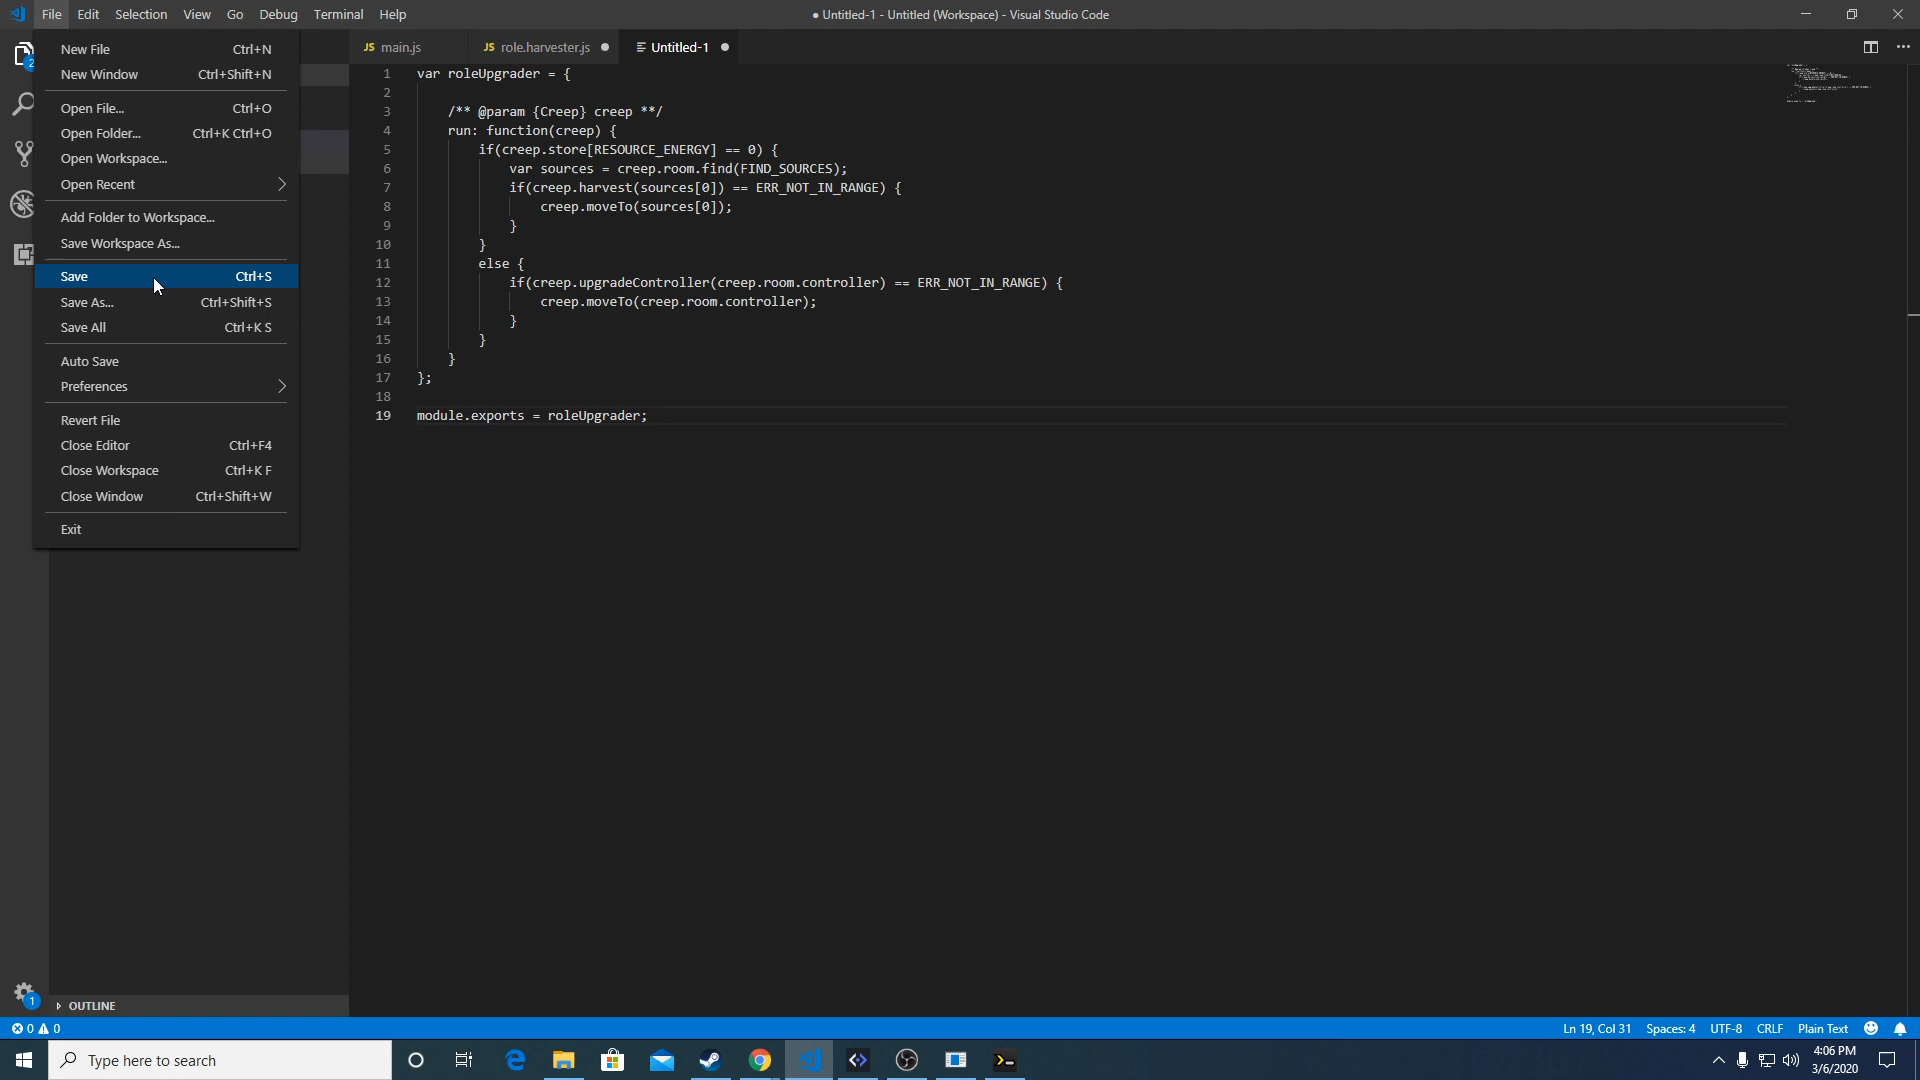 File Edit Selection View Go Debug Terminal Help
● Untitled-1 - Untitled (Workspace) - Visual Studio Code
New File Ctrl+N
New Window Ctrl+Shift+N
Open File... Ctrl+O
Open Folder... Ctrl+K Ctrl+O
Open Workspace...
Open Recent
Add Folder to Workspace...
Save Workspace As...
Save Ctrl+S
Save As... Ctrl+Shift+S
Save All Ctrl+K S
Auto Save
Preferences
Revert File
Close Editor Ctrl+F4
Close Workspace Ctrl+K F
Close Window Ctrl+Shift+W
Exit
2
1
OUTLINE
JS main.js JS role.harvester.js Untitled-1
1 var roleUpgrader = {
2
3 /** @param {Creep} creep **/
4 run: function(creep) {
5 if(creep.store[RESOURCE_ENERGY] == 0) {
6 var sources = creep.room.find(FIND_SOURCES);
7 if(creep.harvest(sources[0]) == ERR_NOT_IN_RANGE) {
8 creep.moveTo(sources[0]);
9 }
10 }
11 else {
12 if(creep.upgradeController(creep.room.controller) == ERR_NOT_IN_RANGE) {
13 creep.moveTo(creep.room.controller);
14 }
15 }
16 }
17 };
18
19 module.exports = roleUpgrader;
0 0
Ln 19, Col 31 Spaces: 4 UTF-8 CRLF Plain Text
Type here to search
4:06 PM
3/6/2020